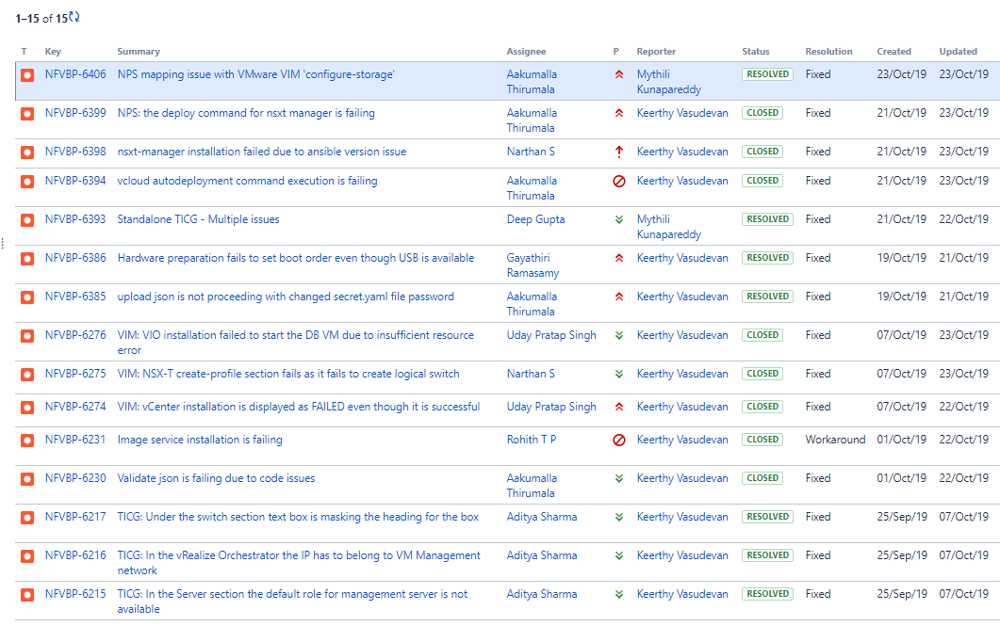 1–15 of 15
T Key Summary Assignee P Reporter Status Resolution Created Updated
NFVBP-6406 NPS mapping issue with VMware VIM 'configure-storage' Aakumalla Mythili RESOLVED Fixed 23/Oct/19 23/Oct/19
Thirumala Kunapareddy
NFVBP-6399 NPS: the deploy command for nsxt manager is failing Aakumalla Keerthy Vasudevan CLOSED Fixed 21/Oct/19 23/Oct/19
Thirumala
NFVBP-6398 nsxt-manager installation failed due to ansible version issue Narthan S Keerthy Vasudevan CLOSED Fixed 21/Oct/19 23/Oct/19
NFVBP-6394 vcloud autodeployment command execution is failing Aakumalla Keerthy Vasudevan CLOSED Fixed 21/Oct/19 23/Oct/19
Thirumala
NFVBP-6393 Standalone TICG - Multiple issues Deep Gupta Mythili RESOLVED Fixed 21/Oct/19 22/Oct/19
Kunapareddy
NFVBP-6386 Hardware preparation fails to set boot order even though USB is available Gayathiri Keerthy Vasudevan RESOLVED Fixed 19/Oct/19 21/Oct/19
Ramasamy
NFVBP-6385 upload json is not proceeding with changed secret.yaml file password Aakumalla Keerthy Vasudevan RESOLVED Fixed 19/Oct/19 21/Oct/19
Thirumala
NFVBP-6276 VIM: VIO installation failed to start the DB VM due to insufficient resource Uday Pratap Singh Keerthy Vasudevan CLOSED Fixed 07/Oct/19 23/Oct/19
error
NFVBP-6275 VIM: NSX-T create-profile section fails as it fails to create logical switch Narthan S Keerthy Vasudevan CLOSED Fixed 07/Oct/19 23/Oct/19
NFVBP-6274 VIM: vCenter installation is displayed as FAILED even though it is successful Uday Pratap Singh Keerthy Vasudevan CLOSED Fixed 07/Oct/19 22/Oct/19
NFVBP-6231 Image service installation is failing Rohith T P Keerthy Vasudevan CLOSED Workaround 01/Oct/19 22/Oct/19
NFVBP-6230 Validate json is failing due to code issues Aakumalla Keerthy Vasudevan CLOSED Fixed 01/Oct/19 22/Oct/19
Thirumala
NFVBP-6217 TICG: Under the switch section text box is masking the heading for the box Aditya Sharma Keerthy Vasudevan RESOLVED Fixed 25/Sep/19 07/Oct/19
NFVBP-6216 TICG: In the vRealize Orchestrator the IP has to belong to VM Management Aditya Sharma Keerthy Vasudevan RESOLVED Fixed 25/Sep/19 07/Oct/19
network
NFVBP-6215 TICG: In the Server section the default role for management server is not Aditya Sharma Keerthy Vasudevan RESOLVED Fixed 25/Sep/19 07/Oct/19
available